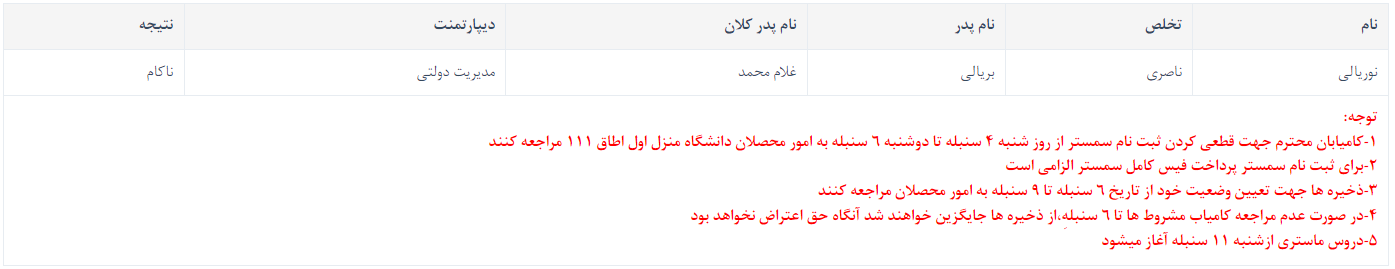 نام تخلص نام پدر نام پدر کلان دیپارتمنت نتیجه
نوریالی ناصری بریالی غلام محمد مدیریت دولتی ناکام
توجه:
۱-کامیابان محترم جهت قطعی کردن ثبت نام سمستر از روز شنبه ۴ سنبله تا دوشنبه ٦ سنبله به امور محصلان دانشگاه منزل اول اطاق ۱۱۱ مراجعه کنند
۲-برای ثبت نام سمستر پرداخت فیس کامل سمستر الزامی است
۳-ذخیره ها جهت تعیین وضعیت خود از تاریخ ٦ سنبله تا ۹ سنبله به امور محصلان مراجعه کنند
۴-در صورت عدم مراجعه کامیاب مشروط ها تا ٦ سنبلهِ،از ذخیره ها جایگزین خواهند شد آنگاه حق اعتراض نخواهد بود
۵-دروس ماستری ازشنبه ۱۱ سنبله آغاز میشود